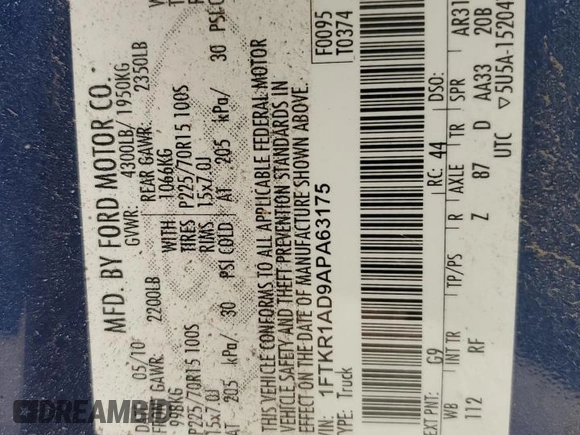 MFD. BY FORD MOTOR CO.
05/10 GVWR: 4300LB/ 1950KG
2200LB REAR GAWR: 2350LB
998KG WITH 1066KG
P225/70R15 100S TIRES P225/70R15 100S
15x7.0J RIMS 15x7.0J
AT 205 kPa/ 30 PSI COLD AT 205 kPa/ 30 PSI
THIS VEHICLE CONFORMS TO ALL APPLICABLE FEDERAL MOTOR
VEHICLE SAFETY AND THEFT PREVENTION STANDARDS IN
EFFECT ON THE DATE OF MANUFACTURE SHOWN ABOVE.
F0095
T0374
1FTKR1AD9APA63175
TYPE: Truck
EXT PNT: G9 RC: 44 DSO:
WB INT TR TP/PS R AXLE TR SPR AR31
112 RF Z 87 D AA33 20B
UTC ▽5U5A-15204
DREAMBID